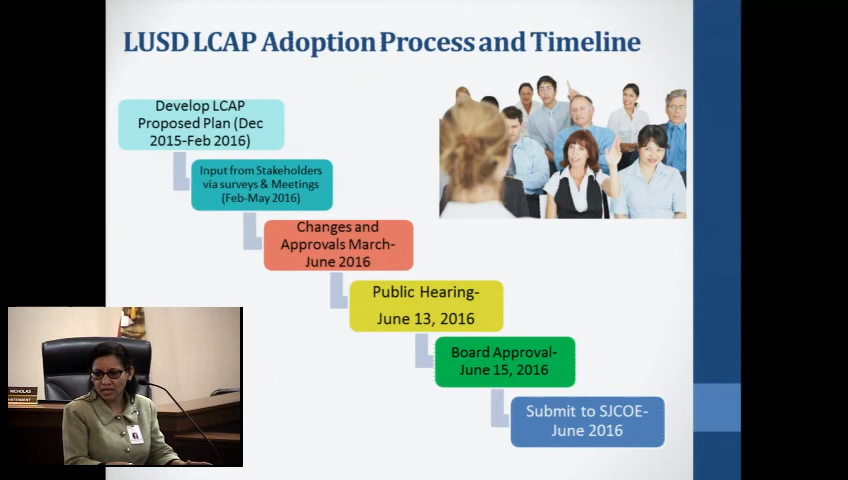 LUSD LCAP Adoption Process and Timeline
Develop LCAP
Proposed Plan (Dec
2015-Feb 2016)
Input from Stakeholders
via surveys & Meetings
(Feb-May 2016)
Changes and
Approvals March-
June 2016
Public Hearing-
June 13, 2016
Board Approval-
June 15, 2016
Submit to SJCOE-
June 2016
NICHOLAS